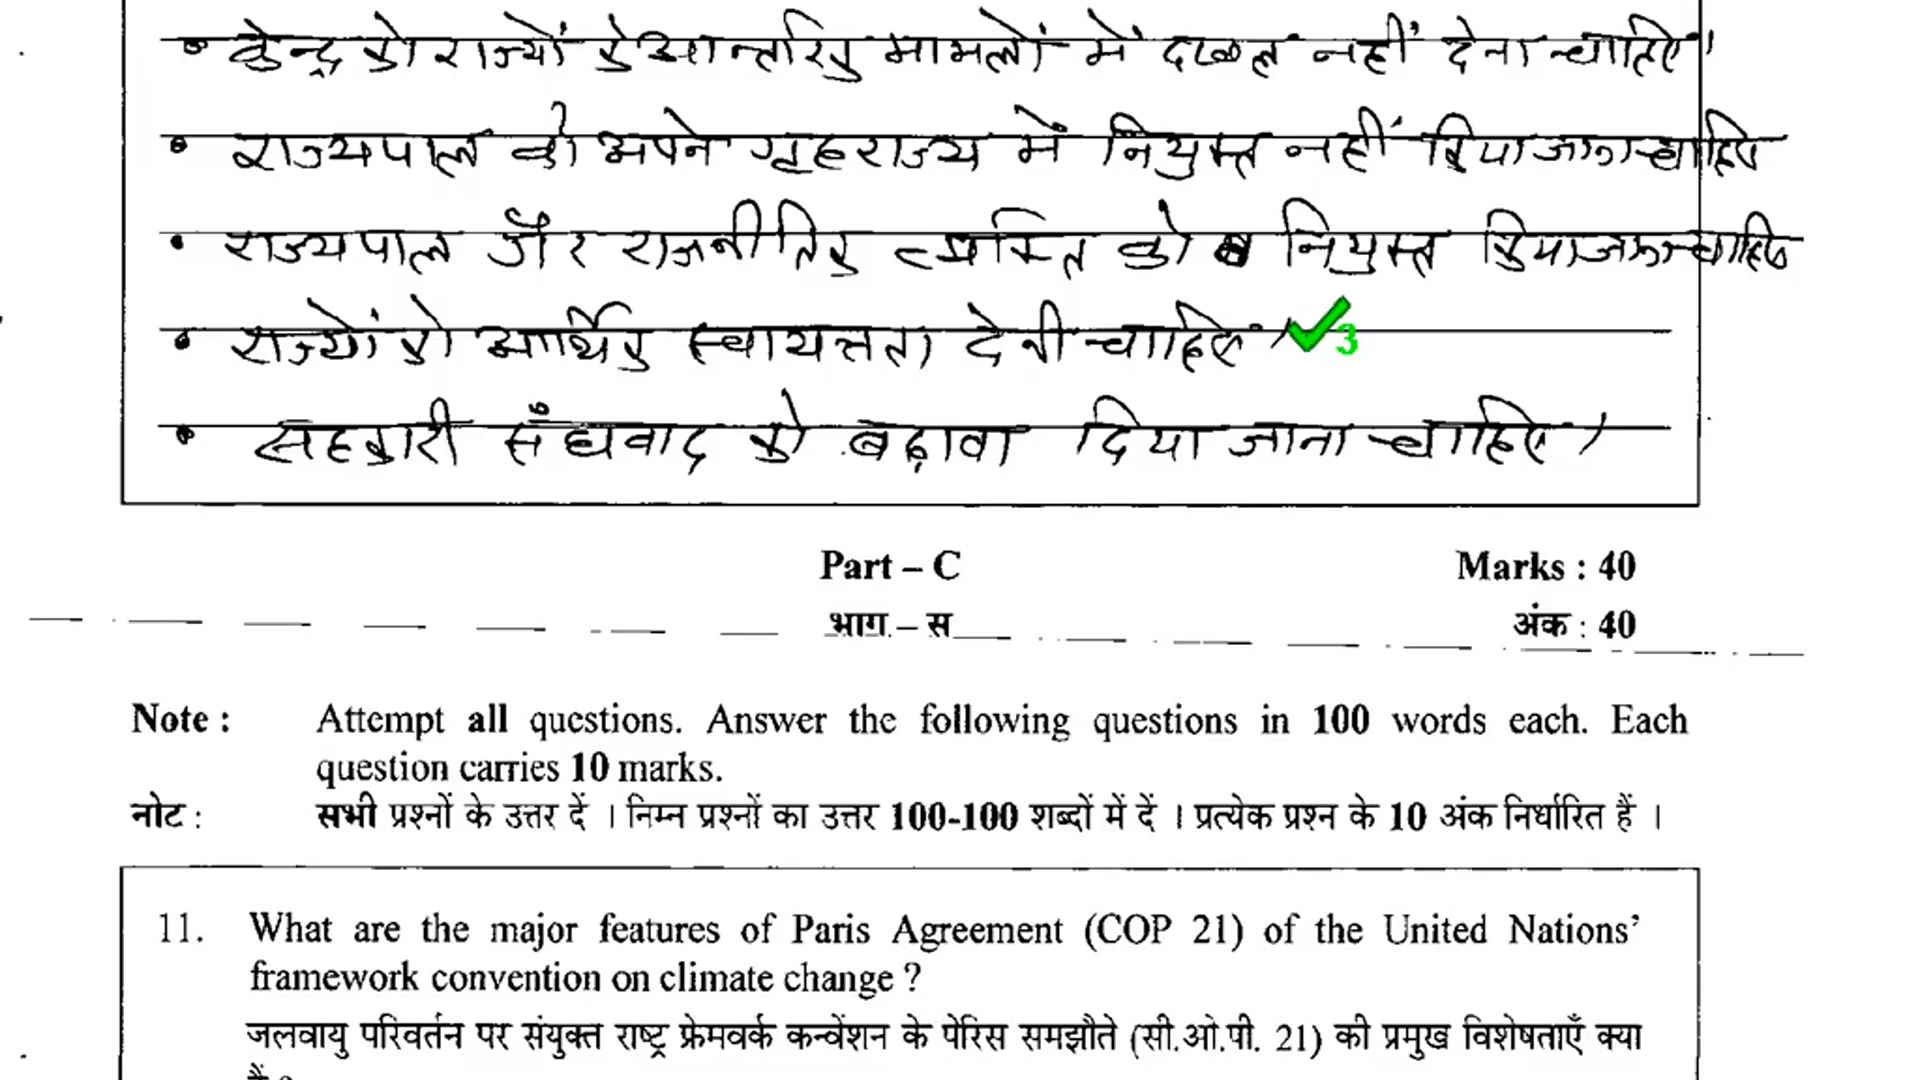 • केन्द्र को राज्यों के आन्तरिक मामलों में दखल नहीं देना चाहिए।
• राज्यपाल को अपने गृहराज्य में नियुक्त नहीं किया जाना चाहिए
• राज्यपाल गैर राजनीतिक व्यक्ति को नियुक्त किया जाना चाहिए
• राज्यों को आर्थिक स्वायत्तता देनी चाहिए। 3
• सहकारी संघवाद को बढ़ावा दिया जाना चाहिए।
Part – C Marks : 40
भाग – स अंक : 40
Note : Attempt all questions. Answer the following questions in 100 words each. Each
question carries 10 marks.
नोट : सभी प्रश्नों के उत्तर दें । निम्न प्रश्नों का उत्तर 100-100 शब्दों में दें । प्रत्येक प्रश्न के 10 अंक निर्धारित हैं ।
11. What are the major features of Paris Agreement (COP 21) of the United Nations’
framework convention on climate change ?
जलवायु परिवर्तन पर संयुक्त राष्ट्र फ्रेमवर्क कन्वेंशन के पेरिस समझौते (सी.ओ.पी. 21) की प्रमुख विशेषताएँ क्या